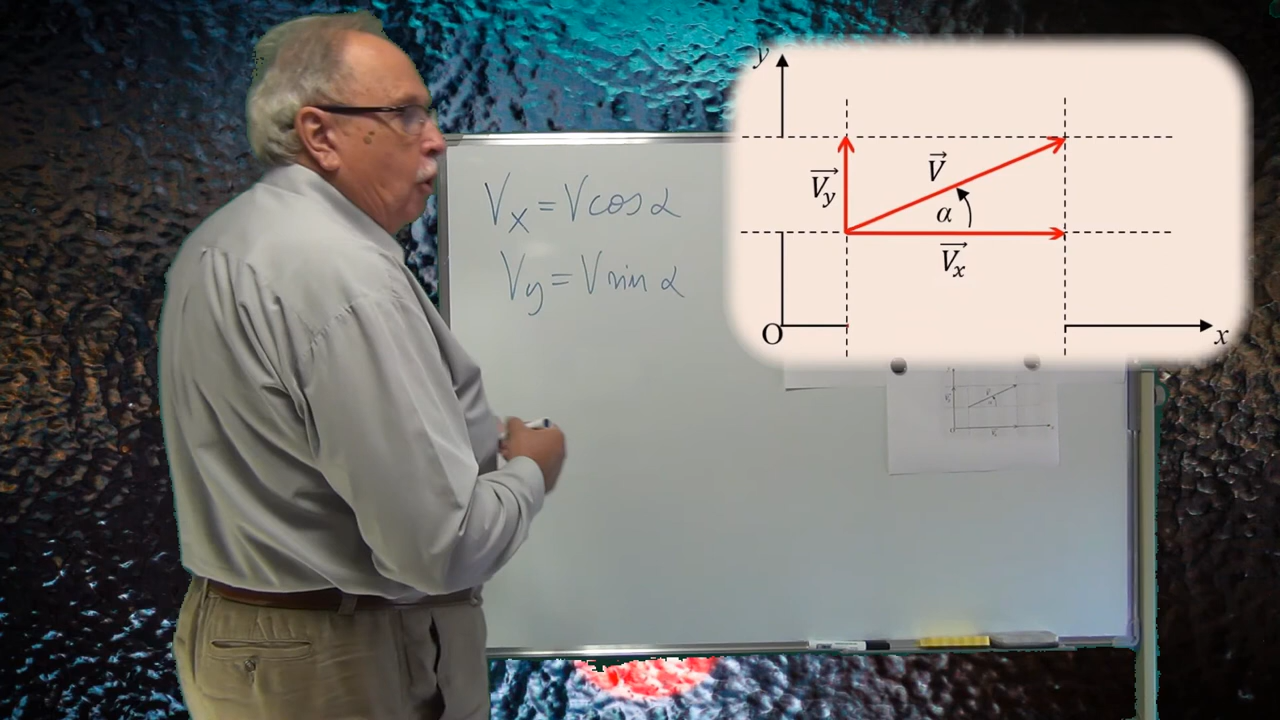 Vx = V cos α
Vy = V sin α
y
V⃗
V⃗y
α
V⃗x
O
x